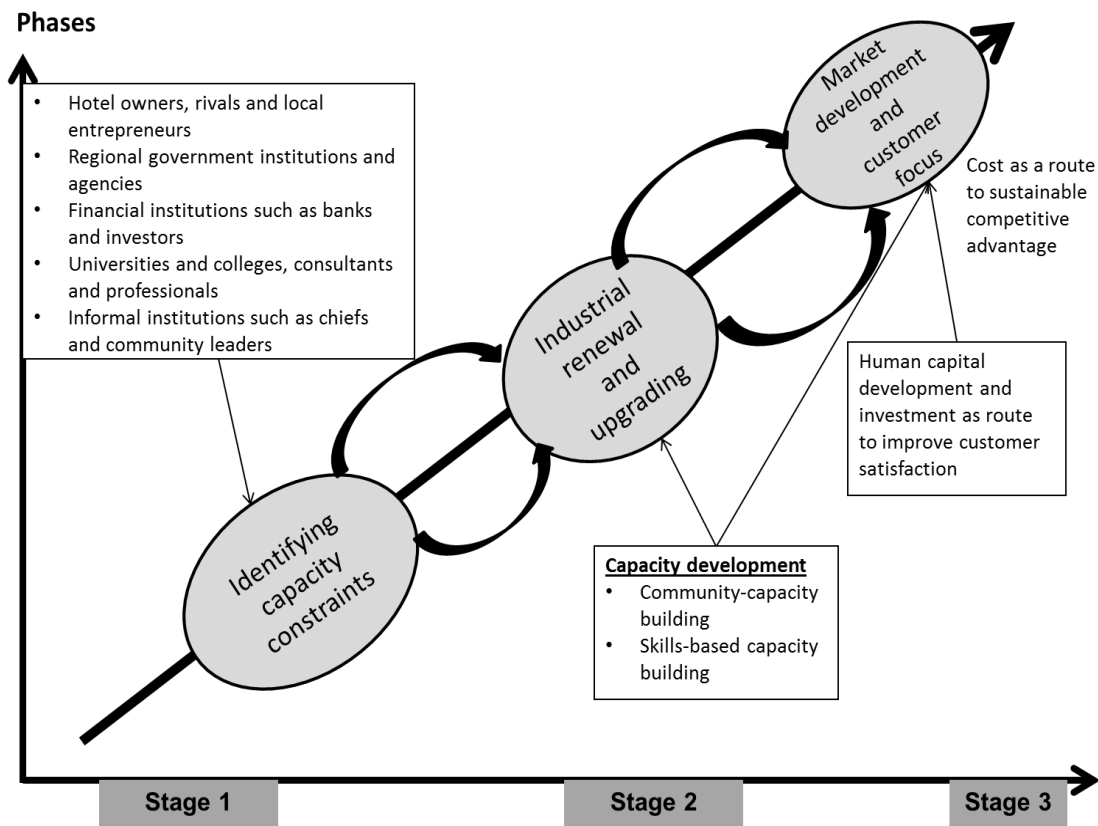 Phases
• Hotel owners, rivals and local
entrepreneurs
• Regional government institutions and
agencies
• Financial institutions such as banks
and investors
• Universities and colleges, consultants
and professionals
• Informal institutions such as chiefs
and community leaders
Identifying
capacity
constraints
Industrial
renewal
and
upgrading
Market
development
and
customer
focus
Cost as a route
to sustainable
competitive
advantage
Human capital
development and
investment as route
to improve customer
satisfaction
Capacity development
• Community-capacity
building
• Skills-based capacity
building
Stage 1
Stage 2
Stage 3